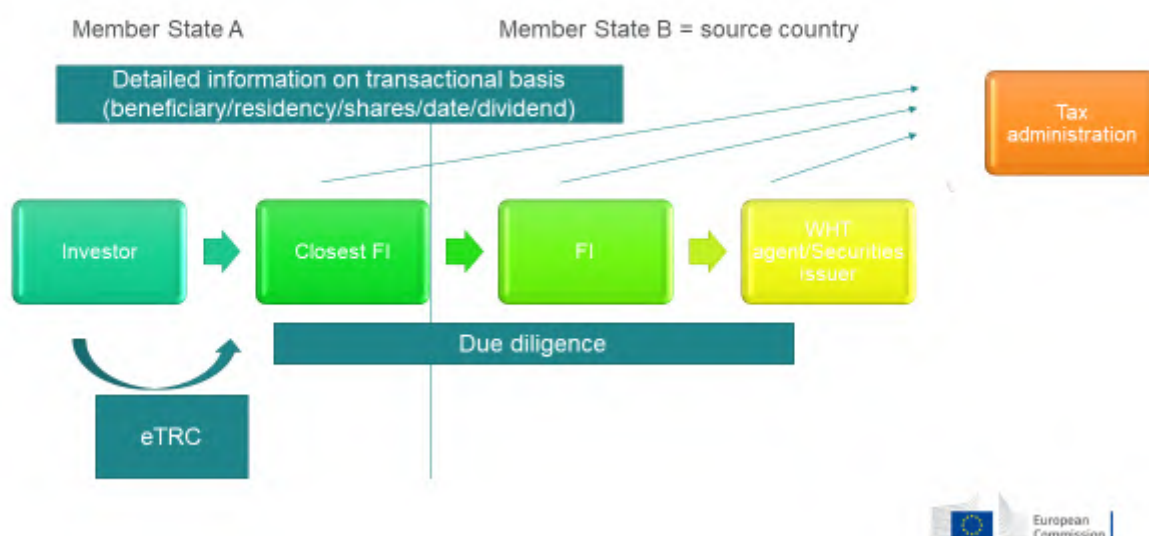 Member State A
Member State B = source country
Detailed information on transactional basis
(beneficiary/residency/shares/date/dividend)
Tax
administration
Investor
Closest FI
FI
WHT
agent/Securities
issuer
Due diligence
eTRC
European
Commission